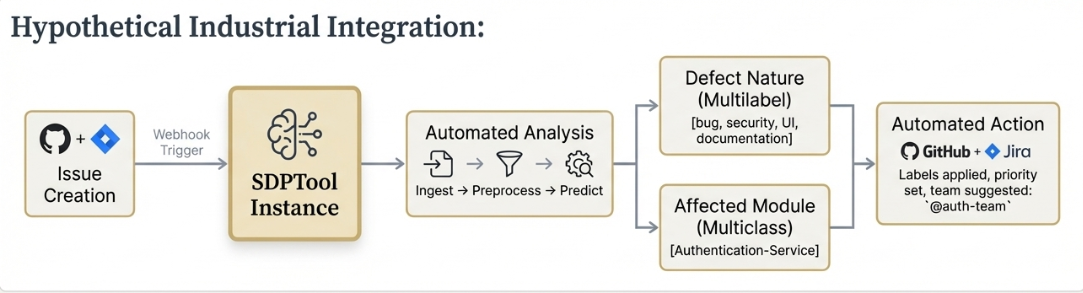 Hypothetical Industrial Integration:
+
Issue
Creation
Webhook
Trigger
SDPTool
Instance
Automated Analysis
Ingest → Preprocess → Predict
Defect Nature
(Multilabel)
[bug, security, UI,
documentation]
Affected Module
(Multiclass)
[Authentication-Service]
Automated Action
GitHub + Jira
Labels applied, priority
set, team suggested:
`@auth-team`